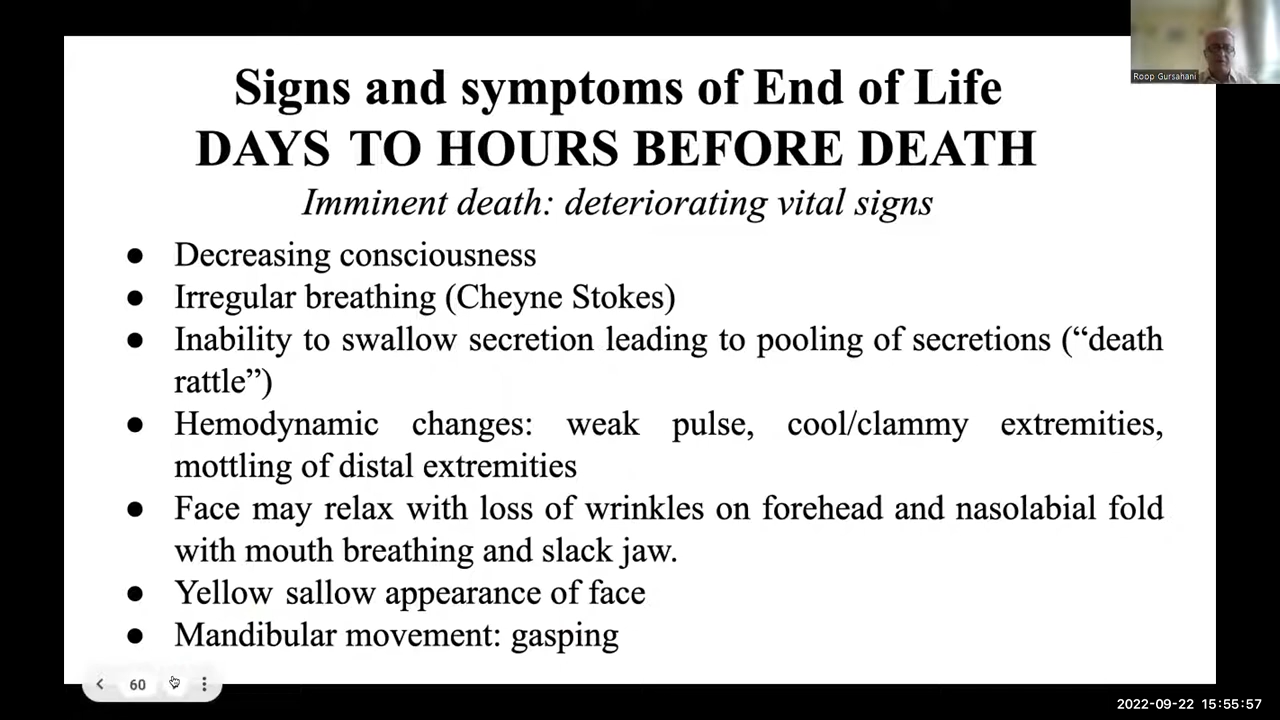 Roop Gursahani
Signs and symptoms of End of Life
DAYS TO HOURS BEFORE DEATH
Imminent death: deteriorating vital signs
● Decreasing consciousness
● Irregular breathing (Cheyne Stokes)
● Inability to swallow secretion leading to pooling of secretions (“death
rattle”)
● Hemodynamic changes: weak pulse, cool/clammy extremities,
mottling of distal extremities
● Face may relax with loss of wrinkles on forehead and nasolabial fold
with mouth breathing and slack jaw.
● Yellow sallow appearance of face
● Mandibular movement: gasping
60
2022-09-22 15:55:57